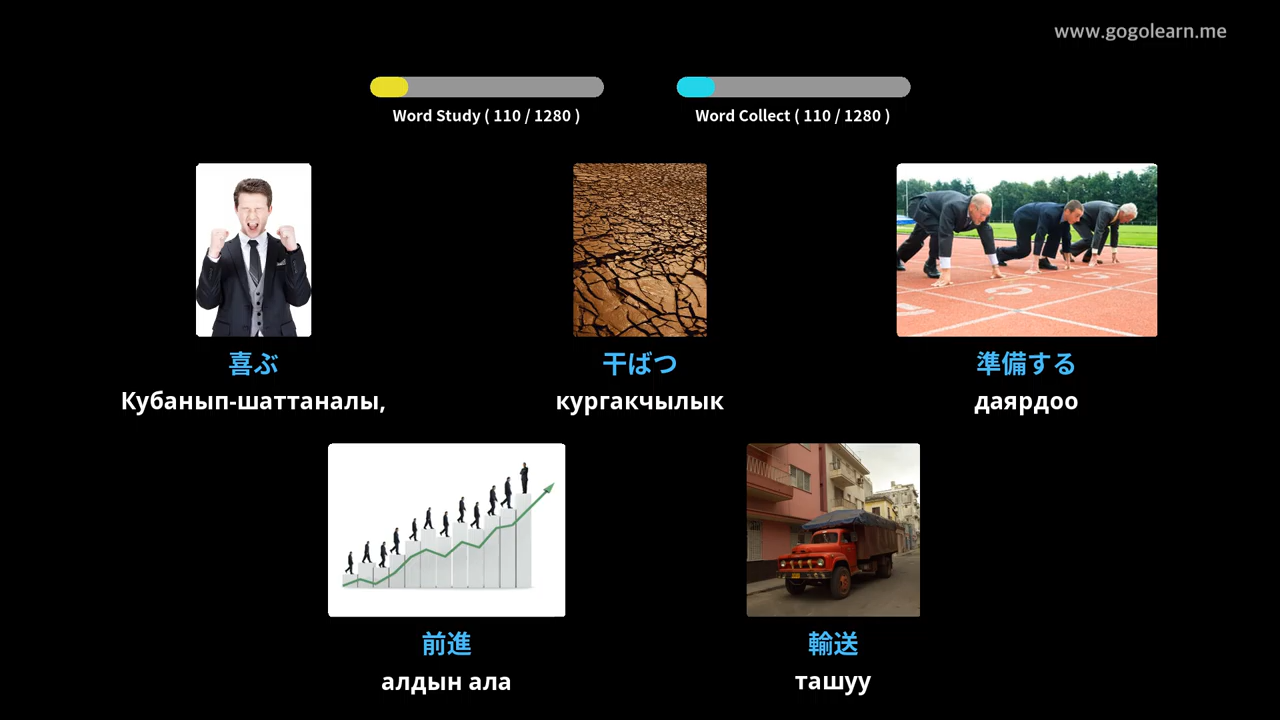 www.gogolearn.me
Word Study ( 110 / 1280 )
Word Collect ( 110 / 1280 )
喜ぶ
干ばつ
準備する
Кубанып-шаттаналы,
кургакчылык
даярдоо
前進
輸送
алдын ала
ташуу